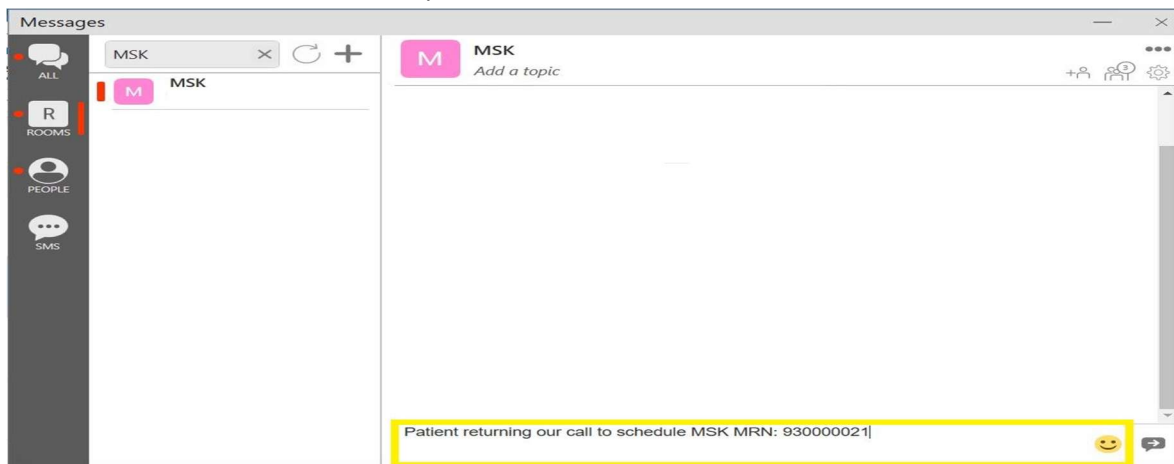 Messages
ALL
R
ROOMS
PEOPLE
SMS
MSK
M
MSK
M
MSK
Add a topic
3
Patient returning our call to schedule MSK MRN: 930000021